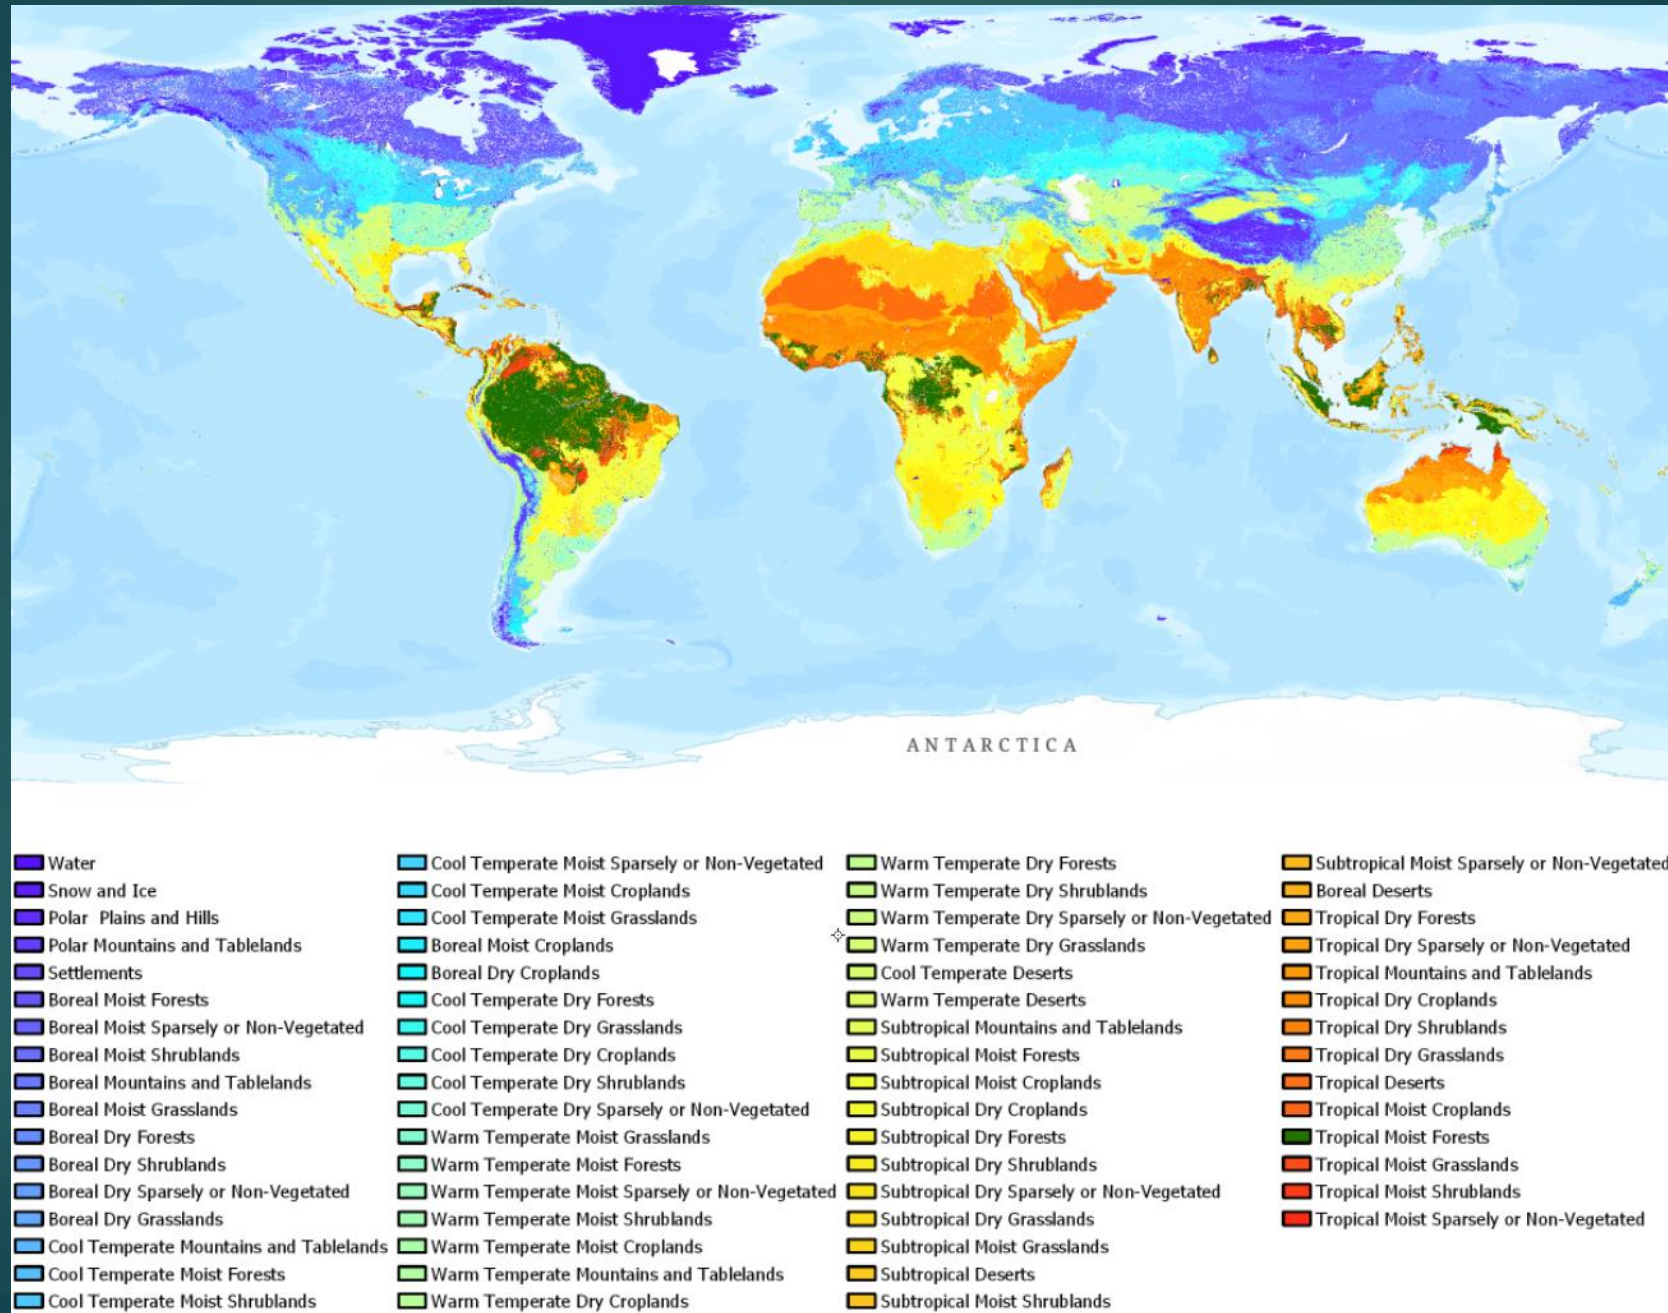 ANTARCTICA
Water
Snow and Ice
Polar Plains and Hills
Polar Mountains and Tablelands
Settlements
Boreal Moist Forests
Boreal Moist Sparsely or Non-Vegetated
Boreal Moist Shrublands
Boreal Mountains and Tablelands
Boreal Moist Grasslands
Boreal Dry Forests
Boreal Dry Shrublands
Boreal Dry Sparsely or Non-Vegetated
Boreal Dry Grasslands
Cool Temperate Mountains and Tablelands
Cool Temperate Moist Forests
Cool Temperate Moist Shrublands
Cool Temperate Moist Sparsely or Non-Vegetated
Cool Temperate Moist Croplands
Cool Temperate Moist Grasslands
Boreal Moist Croplands
Boreal Dry Croplands
Cool Temperate Dry Forests
Cool Temperate Dry Grasslands
Cool Temperate Dry Croplands
Cool Temperate Dry Shrublands
Cool Temperate Dry Sparsely or Non-Vegetated
Warm Temperate Moist Grasslands
Warm Temperate Moist Forests
Warm Temperate Moist Sparsely or Non-Vegetated
Warm Temperate Moist Shrublands
Warm Temperate Moist Croplands
Warm Temperate Mountains and Tablelands
Warm Temperate Dry Croplands
Warm Temperate Dry Forests
Warm Temperate Dry Shrublands
Warm Temperate Dry Sparsely or Non-Vegetated
Warm Temperate Dry Grasslands
Cool Temperate Deserts
Warm Temperate Deserts
Subtropical Mountains and Tablelands
Subtropical Moist Forests
Subtropical Moist Croplands
Subtropical Dry Croplands
Subtropical Dry Forests
Subtropical Dry Shrublands
Subtropical Dry Sparsely or Non-Vegetated
Subtropical Dry Grasslands
Subtropical Moist Grasslands
Subtropical Deserts
Subtropical Moist Shrublands
Subtropical Moist Sparsely or Non-Vegetated
Boreal Deserts
Tropical Dry Forests
Tropical Dry Sparsely or Non-Vegetated
Tropical Mountains and Tablelands
Tropical Dry Croplands
Tropical Dry Shrublands
Tropical Dry Grasslands
Tropical Deserts
Tropical Moist Croplands
Tropical Moist Forests
Tropical Moist Grasslands
Tropical Moist Shrublands
Tropical Moist Sparsely or Non-Vegetated